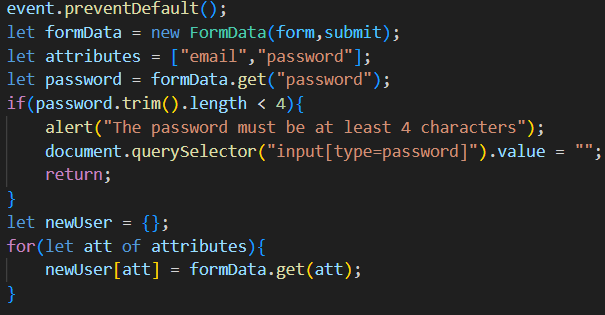 event.preventDefault();
let formData = new FormData(form,submit);
let attributes = ["email","password"];
let password = formData.get("password");
if(password.trim().length < 4){
    alert("The password must be at least 4 characters");
    document.querySelector("input[type=password]").value = "";
    return;
}
let newUser = {};
for(let att of attributes){
    newUser[att] = formData.get(att);
}